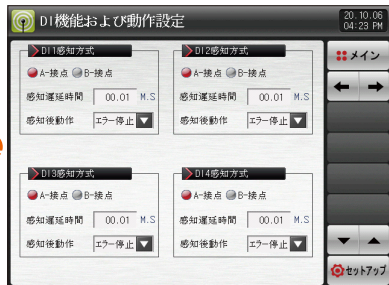 DI機能および動作設定
20.10.06
04:23 PM
DI1感知方式
A-接点 B-接点
感知遅延時間 00.01 M.S
感知後動作 エラー停止
DI2感知方式
A-接点 B-接点
感知遅延時間 00.01 M.S
感知後動作 エラー停止
DI3感知方式
A-接点 B-接点
感知遅延時間 00.01 M.S
感知後動作 エラー停止
DI4感知方式
A-接点 B-接点
感知遅延時間 00.01 M.S
感知後動作 エラー停止
メイン
セットアップ